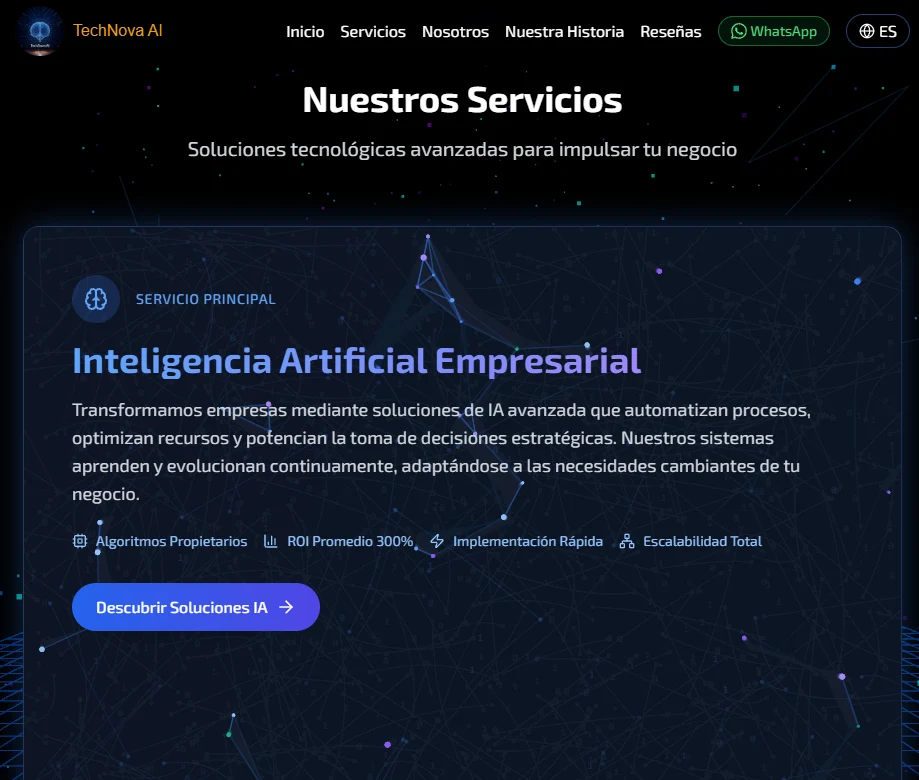 TechNova AI
Inicio Servicios Nosotros Nuestra Historia Reseñas WhatsApp ES
Nuestros Servicios
Soluciones tecnológicas avanzadas para impulsar tu negocio
SERVICIO PRINCIPAL
Inteligencia Artificial Empresarial
Transformamos empresas mediante soluciones de IA avanzada que automatizan procesos,
optimizan recursos y potencian la toma de decisiones estratégicas. Nuestros sistemas
aprenden y evolucionan continuamente, adaptándose a las necesidades cambiantes de tu
negocio.
Algoritmos Propietarios ROI Promedio 300% Implementación Rápida Escalabilidad Total
Descubrir Soluciones IA